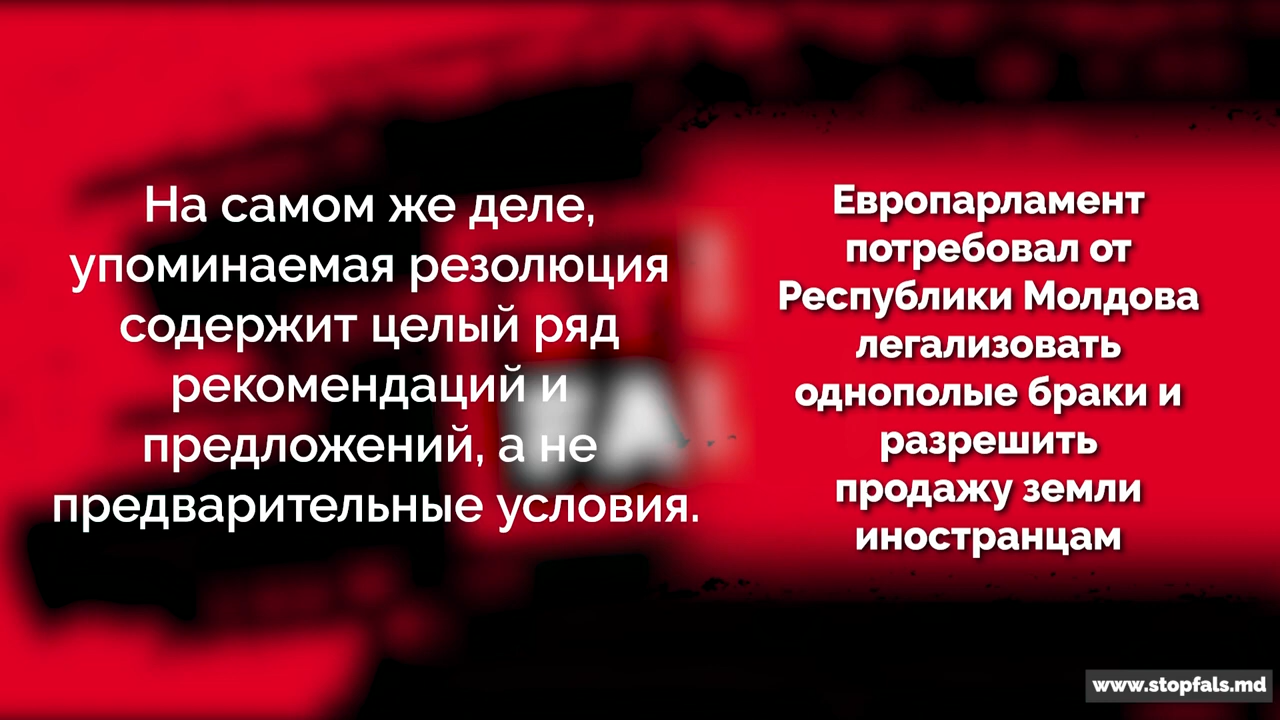 На самом же деле,
упоминаемая резолюция
содержит целый ряд
рекомендаций и
предложений, а не
предварительные условия.
Европарламент
потребовал от
Республики Молдова
легализовать
однополые браки и
разрешить
продажу земли
иностранцам
www.stopfals.md